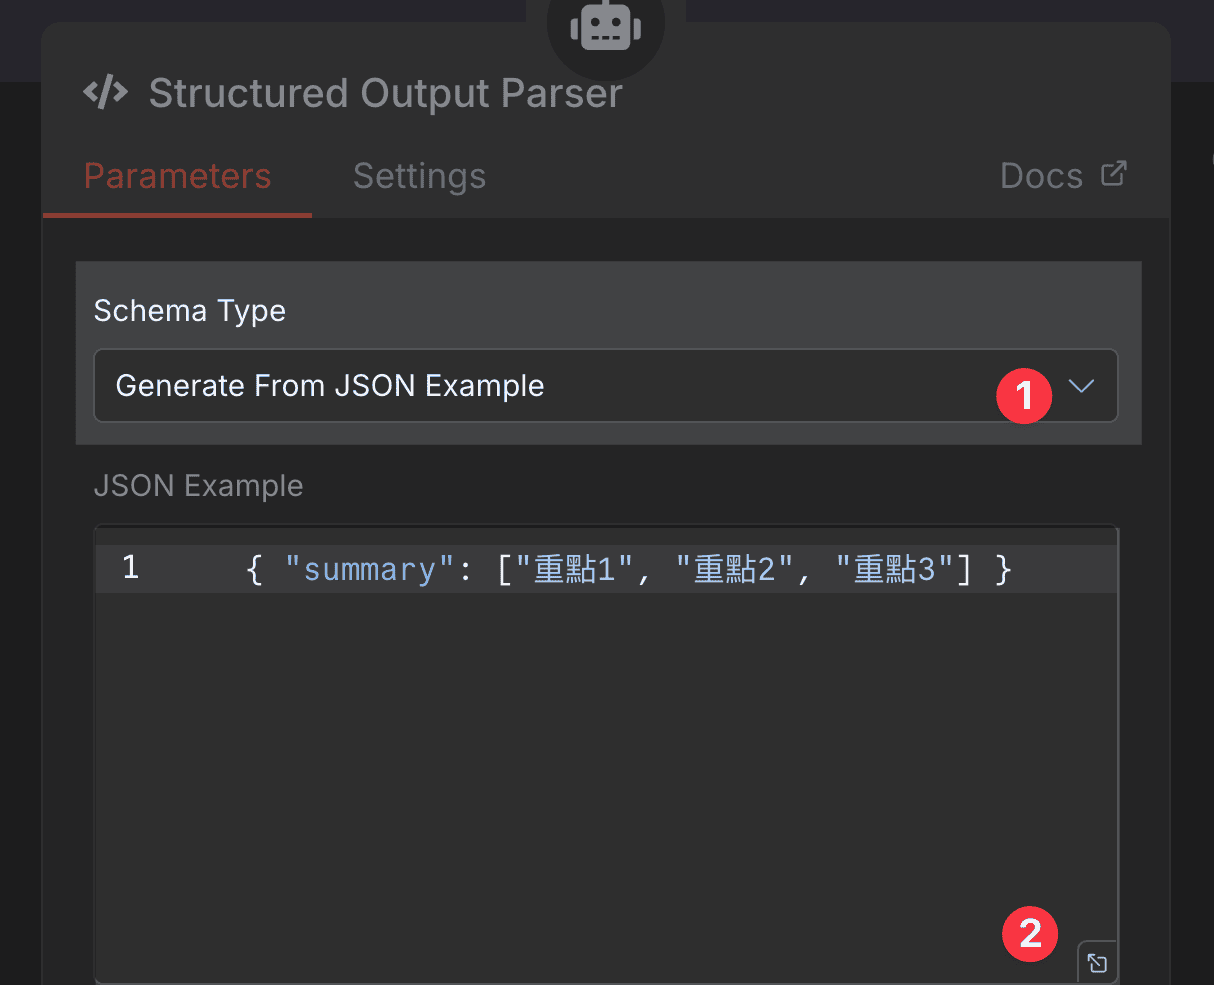 </> Structured Output Parser
Parameters Settings Docs
Schema Type
Generate From JSON Example 1
JSON Example
1 { "summary": ["重點1", "重點2", "重點3"] }
2